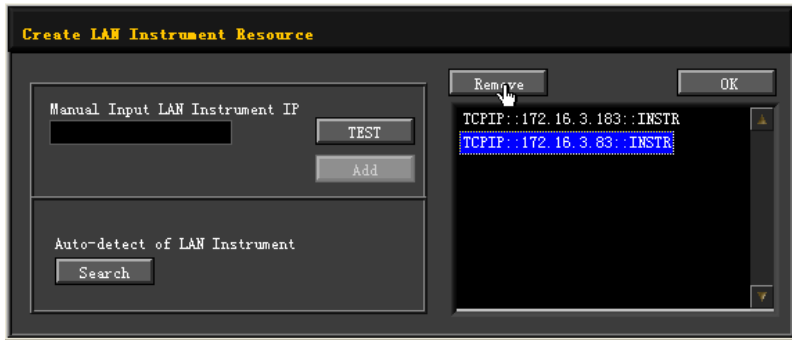 Create LAN Instrument Resource
Manual Input LAN Instrument IP
TEST
Add
Auto-detect of LAN Instrument
Search
Remove
OK
TCPIP::172.16.3.183::INSTR
TCPIP::172.16.3.83::INSTR